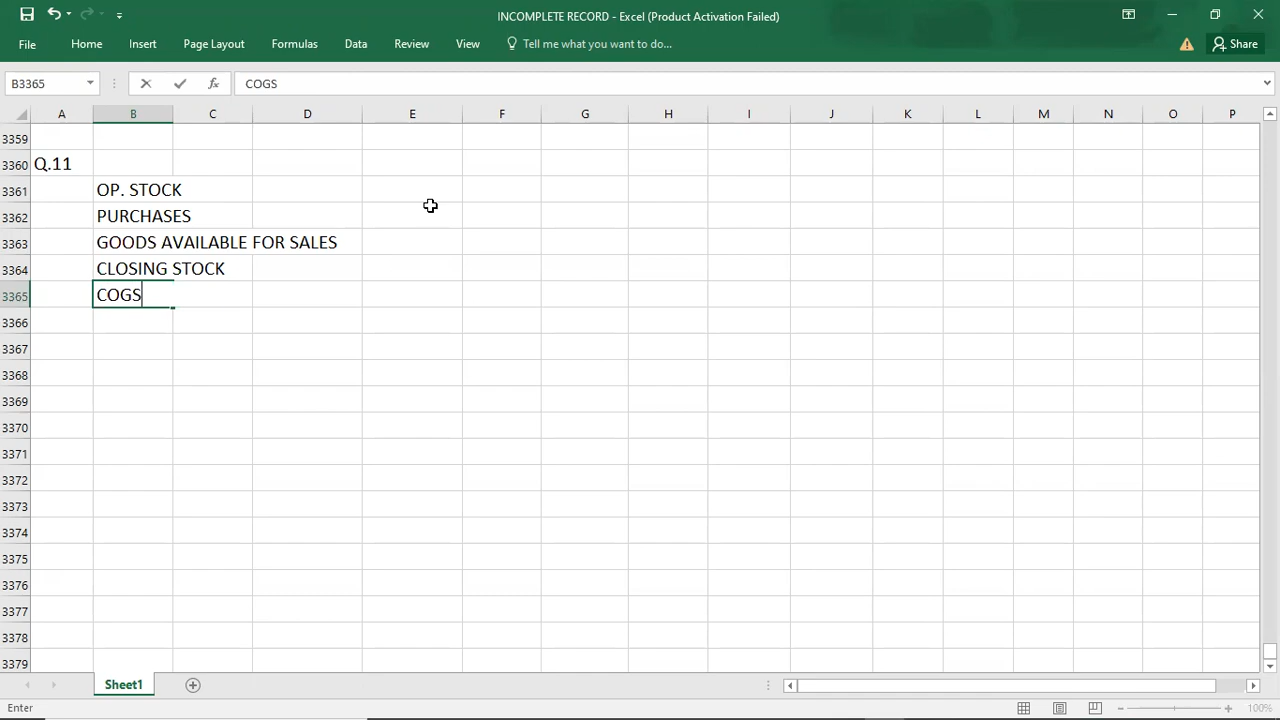 INCOMPLETE RECORD - Excel (Product Activation Failed)
File Home Insert Page Layout Formulas Data Review View Tell me what you want to do... Share
B3365 fx COGS
A B C D E F G H I J K L M N O P
3359
3360 Q.11
3361 OP. STOCK
3362 PURCHASES
3363 GOODS AVAILABLE FOR SALES
3364 CLOSING STOCK
3365 COGS
3366
3367
3368
3369
3370
3371
3372
3373
3374
3375
3376
3377
3378
3379
Sheet1
Enter 100%